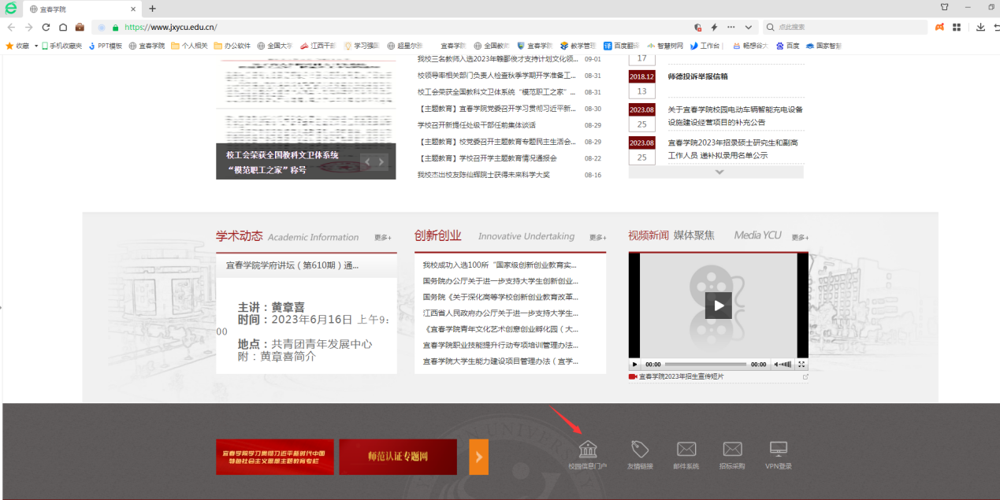 宜春学院
https://www.jxycu.edu.cn/
点此搜索
收藏
手机收藏夹
PPT模板
宜春学院
个人相关
办公软件
全国大学
江西干部
学习强国
超星尔雅
宜春学院
全国教
宜春学院
教学管理
百度翻译
智慧树网
工作台
畅想谷大
百度
国家智慧
校工会荣获全国教科文卫体系统
“模范职工之家”称号
我校三名教师入选2023年赣鄱俊才支持计划文化领... 09-01
校领导率相关部门负责人检查秋季学期开学准备工... 08-31
校工会荣获全国教科文卫体系统“模范职工之家”... 08-31
【主题教育】宜春学院党委召开学习贯彻习近平新... 08-30
学校召开新提任处级干部任前集体谈话 08-29
【主题教育】校党委召开主题教育专题民主生活会... 08-29
【主题教育】学校召开学主题教育情况通报会 08-22
我校杰出校友陈仙辉院士获得未来科学大奖 08-16
17
2018.12
13
师德投诉举报信箱
2023.08
25
关于宜春学院校园电动车辆智能充电设备
设施建设经营项目的补充公告
2023.08
25
宜春学院2023年招录硕士研究生和副高
工作人员 递补拟录用名单公示
学术动态 Academic Information 更多+
宜春学院学府讲坛（第610期）通...
主讲：黄章喜
时间：2023年6月16日 上午9：
00
地点：共青团青年发展中心
附：黄章喜简介
创新创业 Innovative Undertaking 更多+
我校成功入选100所“国家级创新创业教育实...
国务院办公厅关于进一步支持大学生创新创业...
国务院《关于深化高等学校创新创业教育改革...
江西省人民政府办公厅关于进一步支持大学生...
《宜春学院青年文化艺术创意创业孵化园（大...
宜春学院职业技能提升行动专项培训管理办法...
宜春学院大学生能力建设项目管理办法（宜学...
视频新闻 媒体聚焦 Media YCU 更多+
00:00 00:00
宜春学院2023年招生宣传短片
宜春学院学习贯彻习近平新时代中国
特色社会主义思想主题教育专栏
师范认证专题网
校园信息门户
友情链接
邮件系统
招标采购
VPN登录